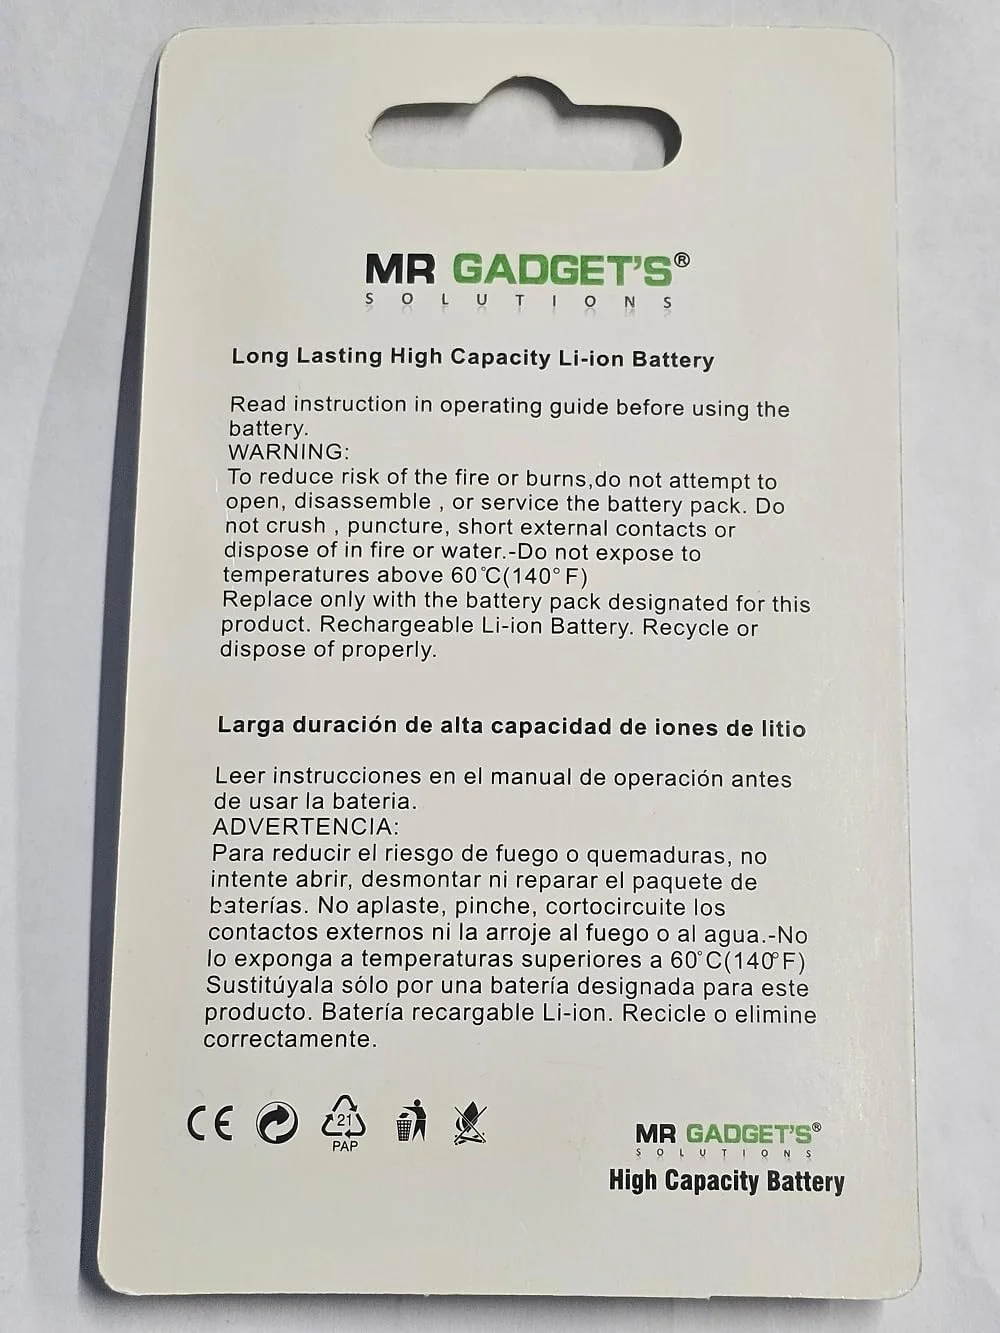 MR GADGET'S®
SOLUTIONS
Long Lasting High Capacity Li-ion Battery
Read instruction in operating guide before using the
battery.
WARNING:
To reduce risk of the fire or burns,do not attempt to
open, disassemble , or service the battery pack. Do
not crush , puncture, short external contacts or
dispose of in fire or water.-Do not expose to
temperatures above 60℃(140°F)
Replace only with the battery pack designated for this
product. Rechargeable Li-ion Battery. Recycle or
dispose of properly.
Larga duración de alta capacidad de iones de litio
Leer instrucciones en el manual de operación antes
de usar la bateria.
ADVERTENCIA:
Para reducir el riesgo de fuego o quemaduras, no
intente abrir, desmontar ni reparar el paquete de
baterías. No aplaste, pinche, cortocircuite los
contactos externos ni la arroje al fuego o al agua.-No
lo exponga a temperaturas superiores a 60°C(140°F)
Sustitúyala sólo por una batería designada para este
producto. Batería recargable Li-ion. Recicle o elimine
correctamente.
CE
21
PAP
MR GADGET'S®
SOLUTIONS
High Capacity Battery